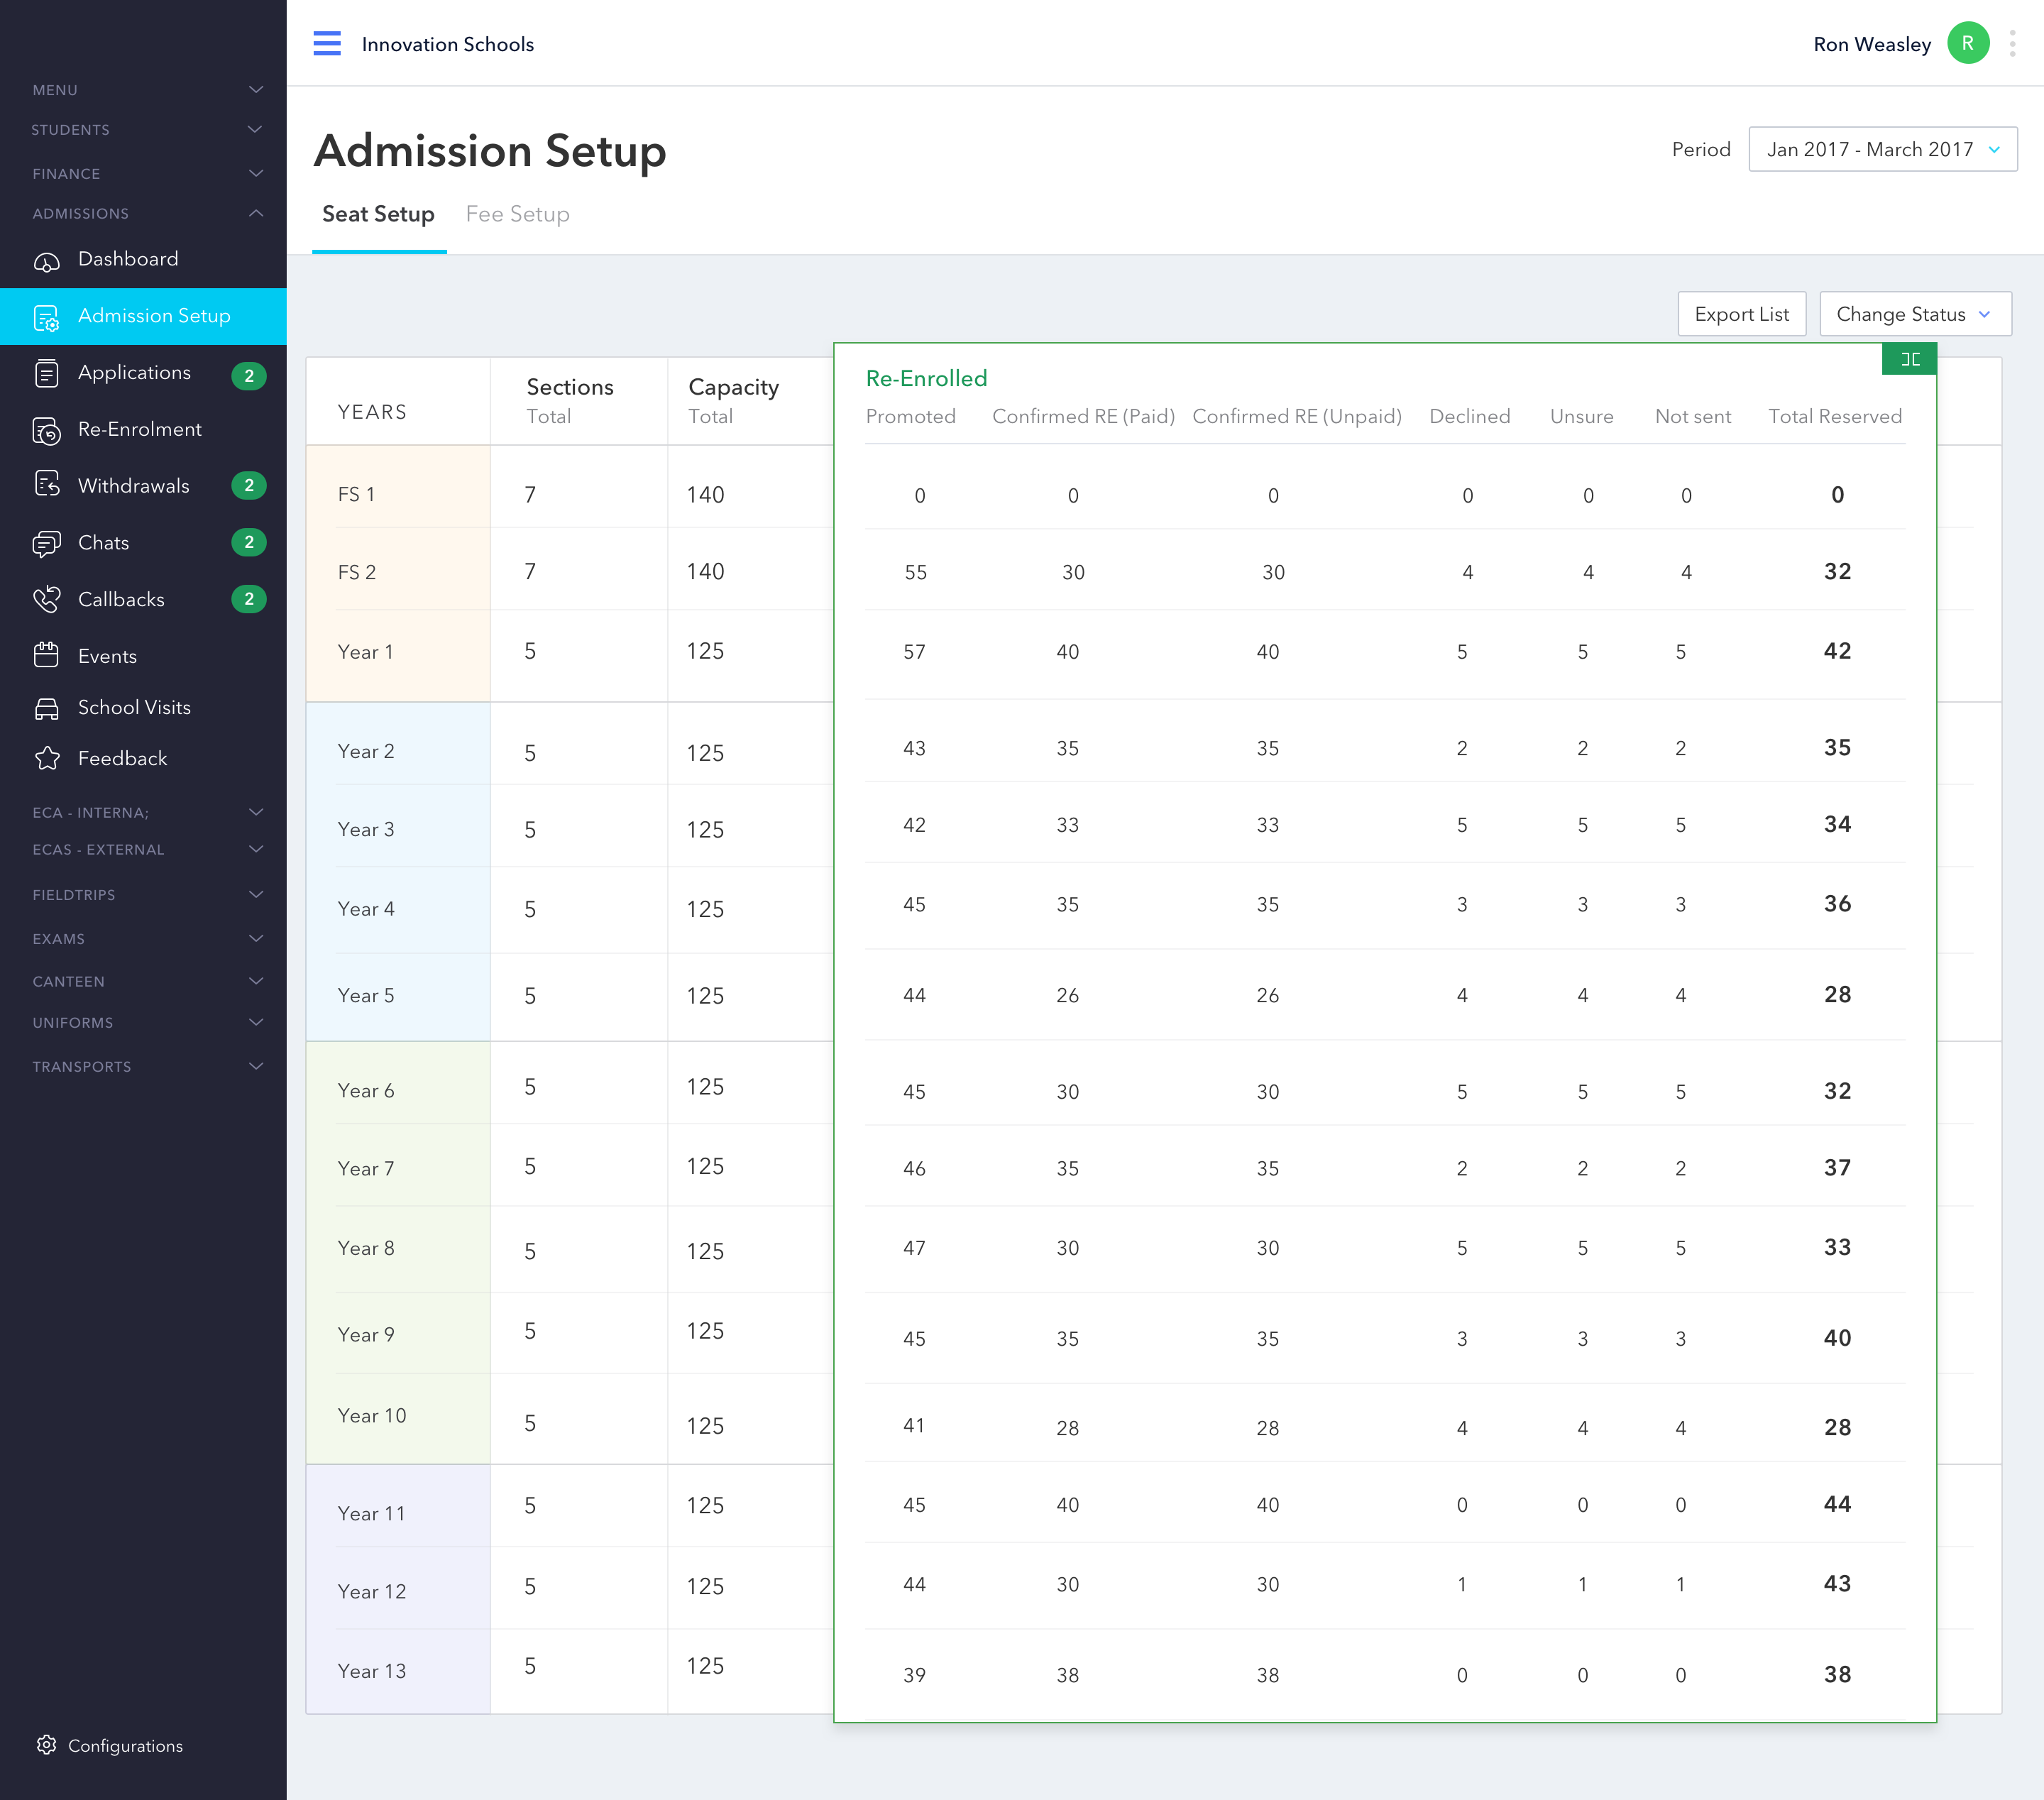 Innovation Schools
Ron Weasley
R
MENU
STUDENTS
FINANCE
ADMISSIONS
Dashboard
Admission Setup
Applications 2
Re-Enrolment
Withdrawals 2
Chats 2
Callbacks 2
Events
School Visits
Feedback
ECA - INTERNA;
ECAS - EXTERNAL
FIELDTRIPS
EXAMS
CANTEEN
UNIFORMS
TRANSPORTS
Configurations
Admission Setup
Period Jan 2017 - March 2017
Seat Setup Fee Setup
Export List Change Status
YEARS Sections Capacity Re-Enrolled
Total Total Promoted Confirmed RE (Paid) Confirmed RE (Unpaid) Declined Unsure Not sent Total Reserved
FS 1 7 140 0 0 0 0 0 0 0
FS 2 7 140 55 30 30 4 4 4 32
Year 1 5 125 57 40 40 5 5 5 42
Year 2 5 125 43 35 35 2 2 2 35
Year 3 5 125 42 33 33 5 5 5 34
Year 4 5 125 45 35 35 3 3 3 36
Year 5 5 125 44 26 26 4 4 4 28
Year 6 5 125 45 30 30 5 5 5 32
Year 7 5 125 46 35 35 2 2 2 37
Year 8 5 125 47 30 30 5 5 5 33
Year 9 5 125 45 35 35 3 3 3 40
Year 10 5 125 41 28 28 4 4 4 28
Year 11 5 125 45 40 40 0 0 0 44
Year 12 5 125 44 30 30 1 1 1 43
Year 13 5 125 39 38 38 0 0 0 38